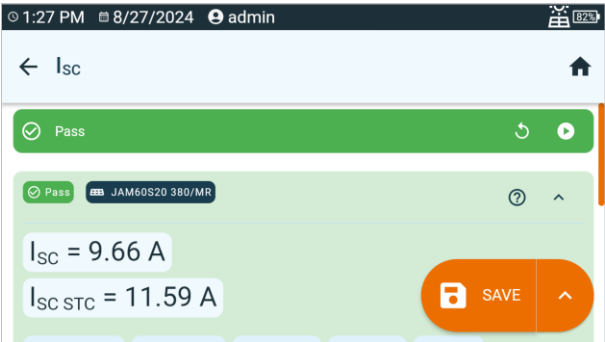 1:27 PM 8/27/2024 admin 82%
Isc
Pass
Pass JAM60S20 380/MR
Isc = 9.66 A
Isc stc = 11.59 A
SAVE